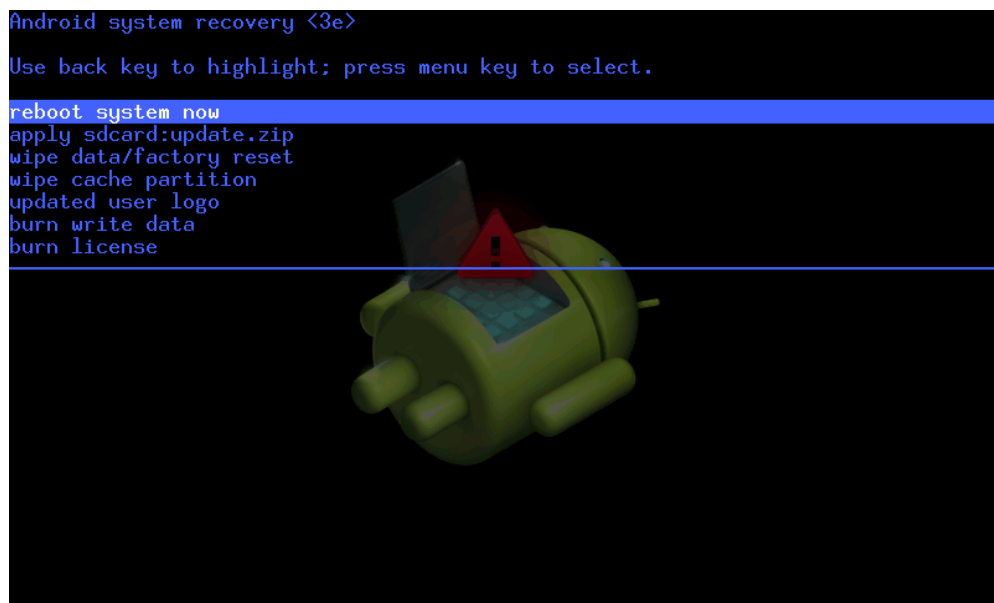 Android system recovery <3e>
Use back key to highlight; press menu key to select.
reboot system now
apply sdcard:update.zip
wipe data/factory reset
wipe cache partition
updated user logo
burn write data
burn license
!